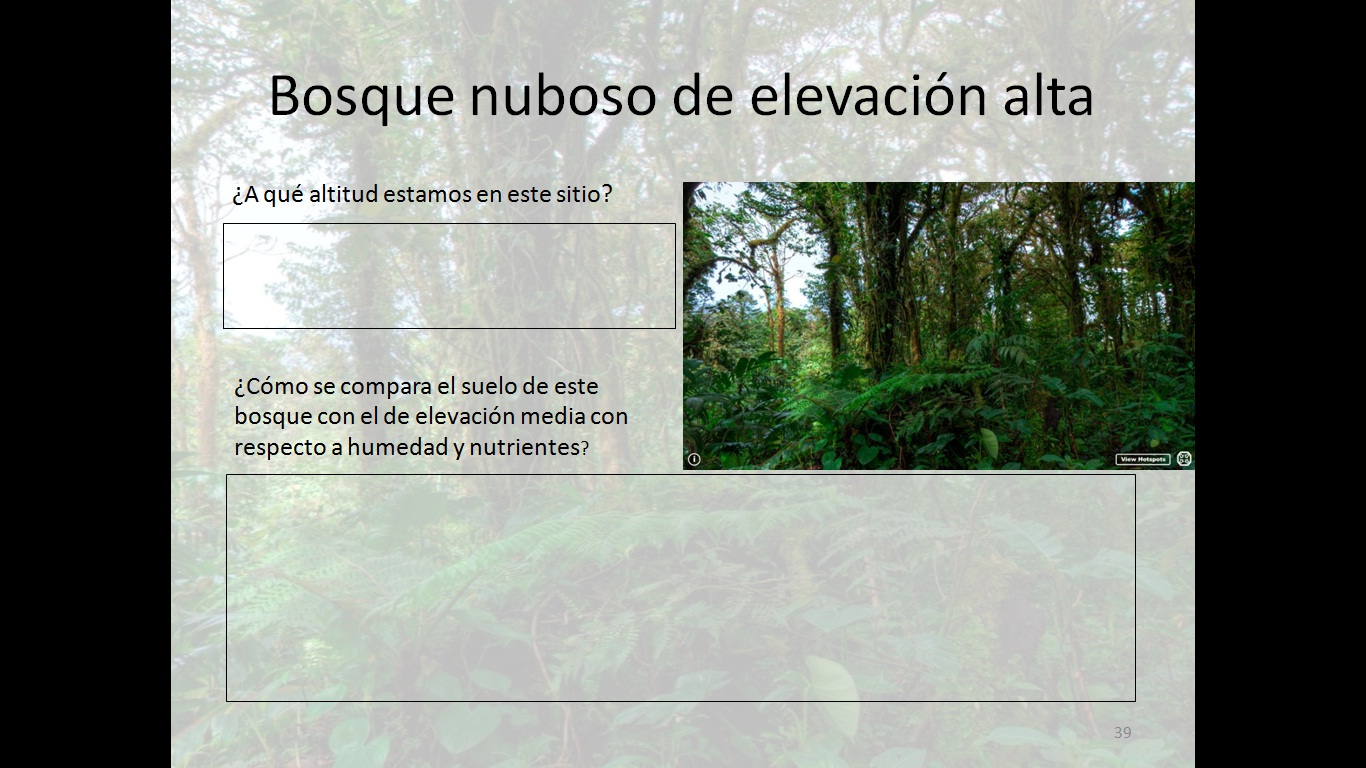 Bosque nuboso de elevación alta
¿A qué altitud estamos en este sitio?
¿Cómo se compara el suelo de este
bosque con el de elevación media con
respecto a humedad y nutrientes?
i
View Hotspots
39